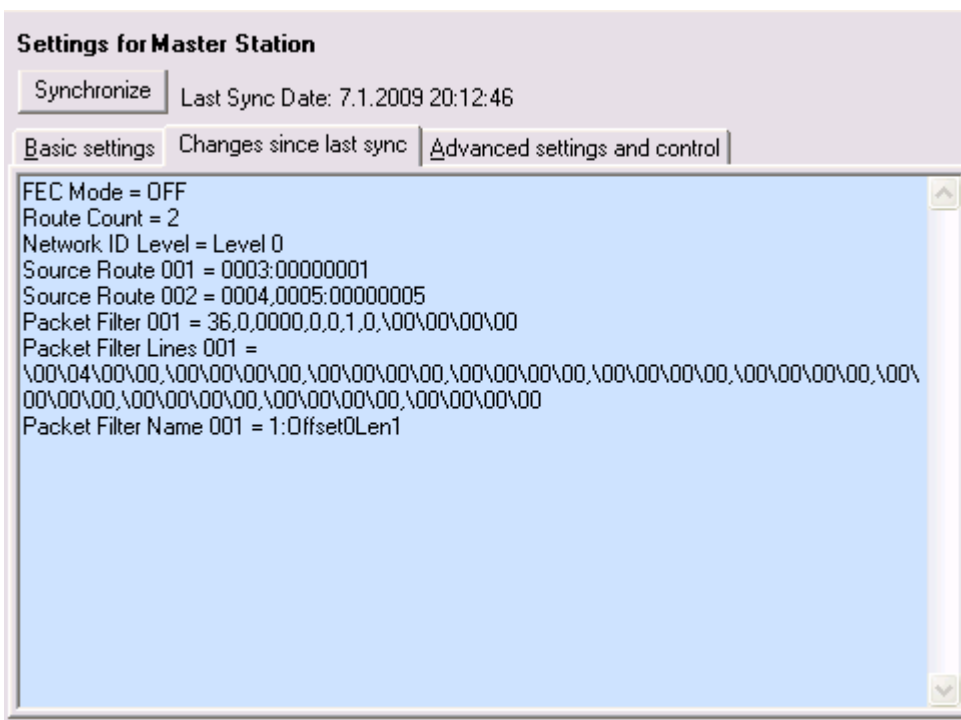 Settings for Master Station
Synchronize Last Sync Date: 7.1.2009 20:12:46
Basic settings Changes since last sync Advanced settings and control
FEC Mode = OFF
Route Count = 2
Network ID Level = Level 0
Source Route 001 = 0003:00000001
Source Route 002 = 0004,0005:00000005
Packet Filter 001 = 36,0,0000,0,0,1,0,\00\00\00\00
Packet Filter Lines 001 =
\00\04\00\00,\00\00\00\00,\00\00\00\00,\00\00\00\00,\00\00\00\00,\00\00\00\00,\00\
00\00\00,\00\00\00\00,\00\00\00\00,\00\00\00\00
Packet Filter Name 001 = 1:Offset0Len1